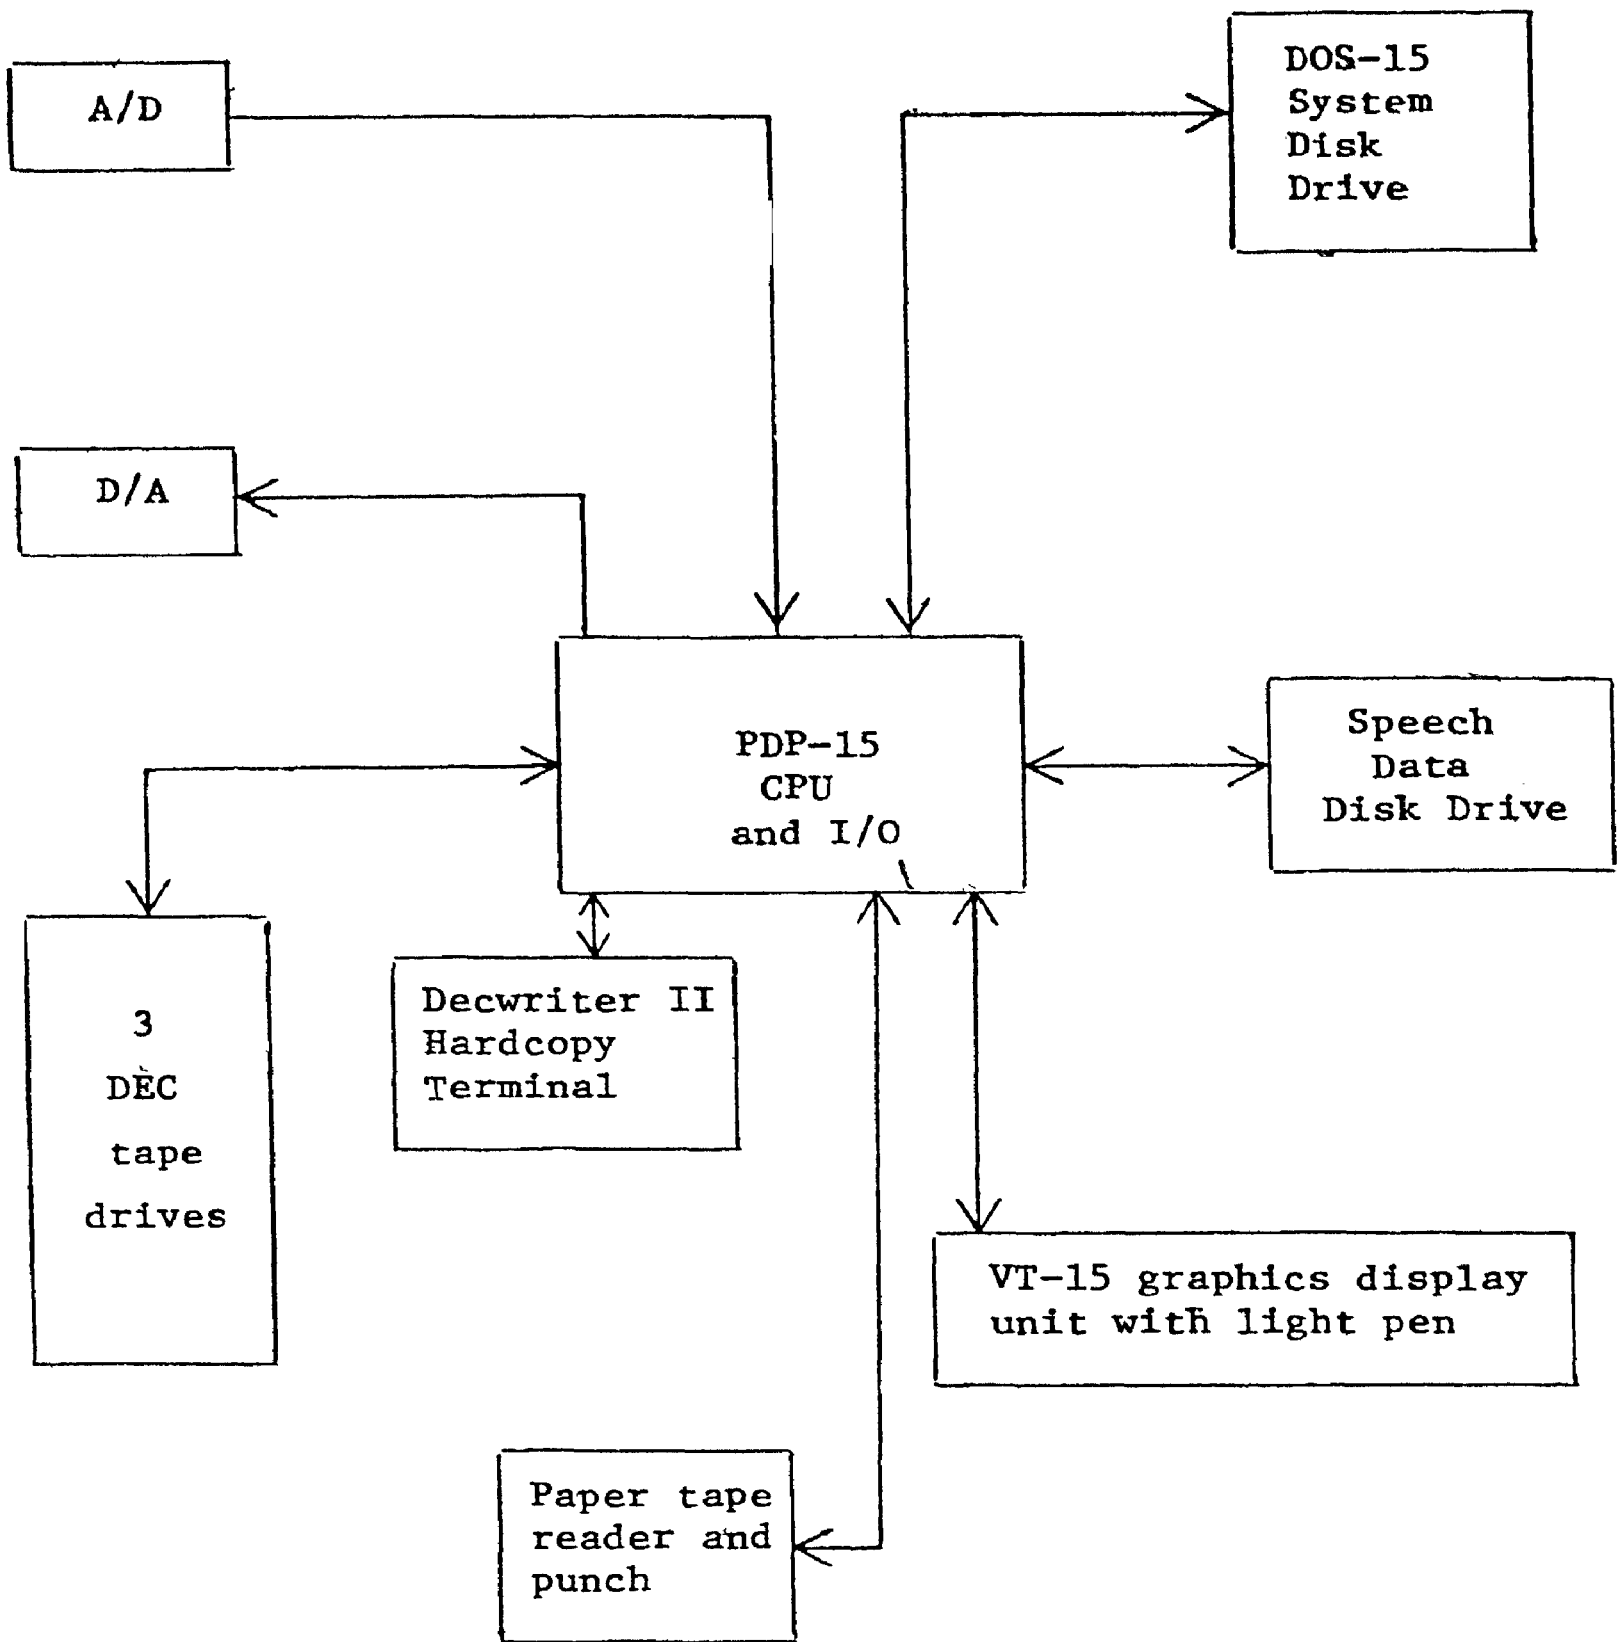 A/D
DOS-15
System
Disk
Drive
D/A
PDP-15
CPU
and I/O
Speech
Data
Disk Drive
3
DEC
tape
drives
Decwriter II
Hardcopy
Terminal
VT-15 graphics display
unit with light pen
Paper tape
reader and
punch